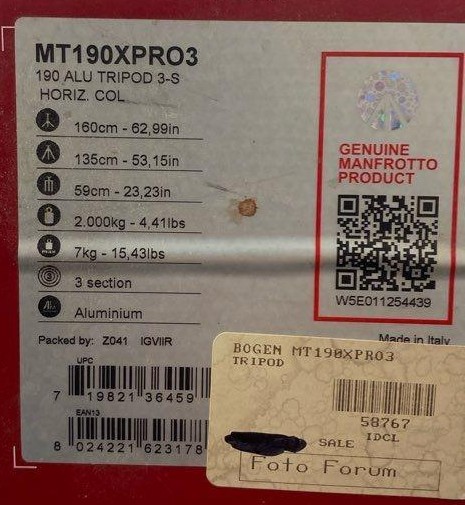 MT190XPRO3
190 ALU TRIPOD 3-S
HORIZ. COL
160cm - 62,99in
135cm - 53,15in
59cm - 23,23in
2.000kg - 4,41lbs
7kg - 15,43lbs
3 section
Aluminium
Packed by: Z041 IGVIIR
UPC
7 19821 36459
EAN13
8 024221 623178
GENUINE
MANFROTTO
PRODUCT
W5E011254439
Made in Italy
BOGEN MT190XPRO3
TRIPOD
58767
SALE IDCL
Foto Forum